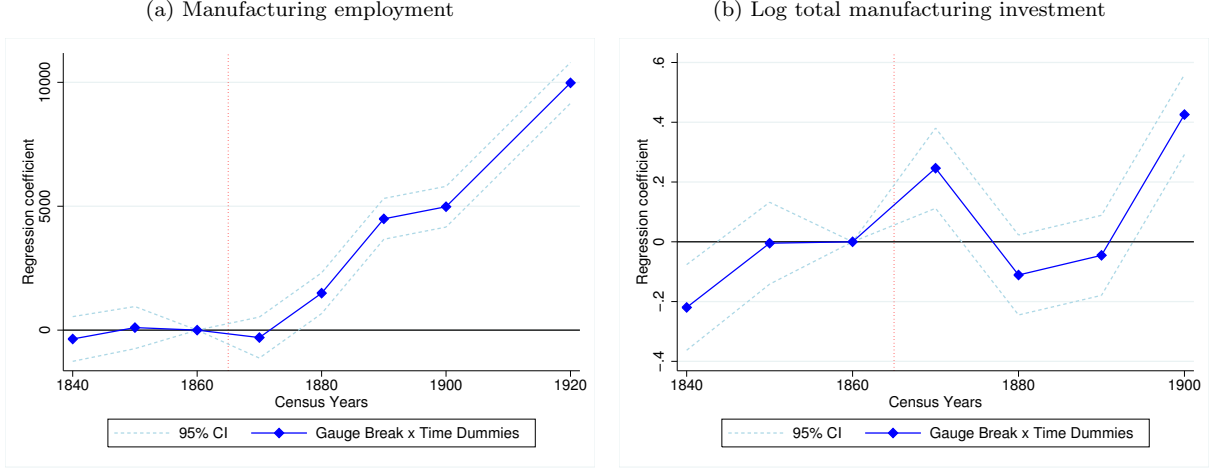 (a) Manufacturing employment
Regression coefficient
10000
5000
0
1840
1860
1880
1900
1920
Census Years
95% CI
Gauge Break x Time Dummies
(b) Log total manufacturing investment
Regression coefficient
.6
.4
.2
0
-.2
-.4
1840
1860
1880
1900
Census Years
95% CI
Gauge Break x Time Dummies